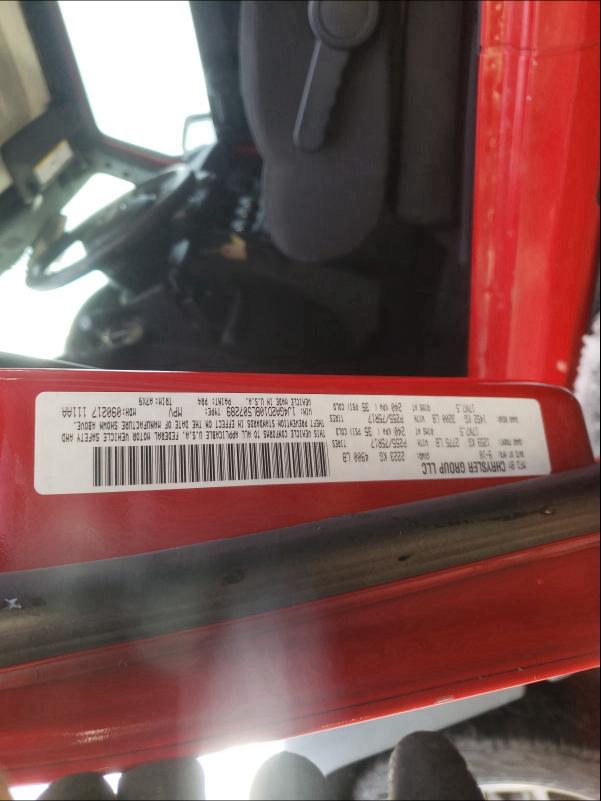 MFD BY CHRYSLER GROUP LLC
DATE OF MFR: 9-10 GVWR: 2223 KG 4900 LB
GAWR FRONT: 1259 KG 2775 LB WITH P255/75R17 TIRES
17X7.5 RIMS AT 240 KPA ( 35 PSI COLD
GAWR REAR: 1452 KG 3200 LB WITH P255/75R17 TIRES
17X7.5 RIMS AT 240 KPA ( 35 PSI COLD
THIS VEHICLE CONFORMS TO ALL APPLICABLE FEDERAL MOTOR VEHICLE SAFETY AND
THEFT PREVENTION STANDARDS IN EFFECT ON THE DATE OF MANUFACTURE SHOWN ABOVE.
VIN: TYPE: MPV MDH:090217 111AA
VEHICLE MADE IN U.S.A. PAINT: PR4 TRIM: A7X9